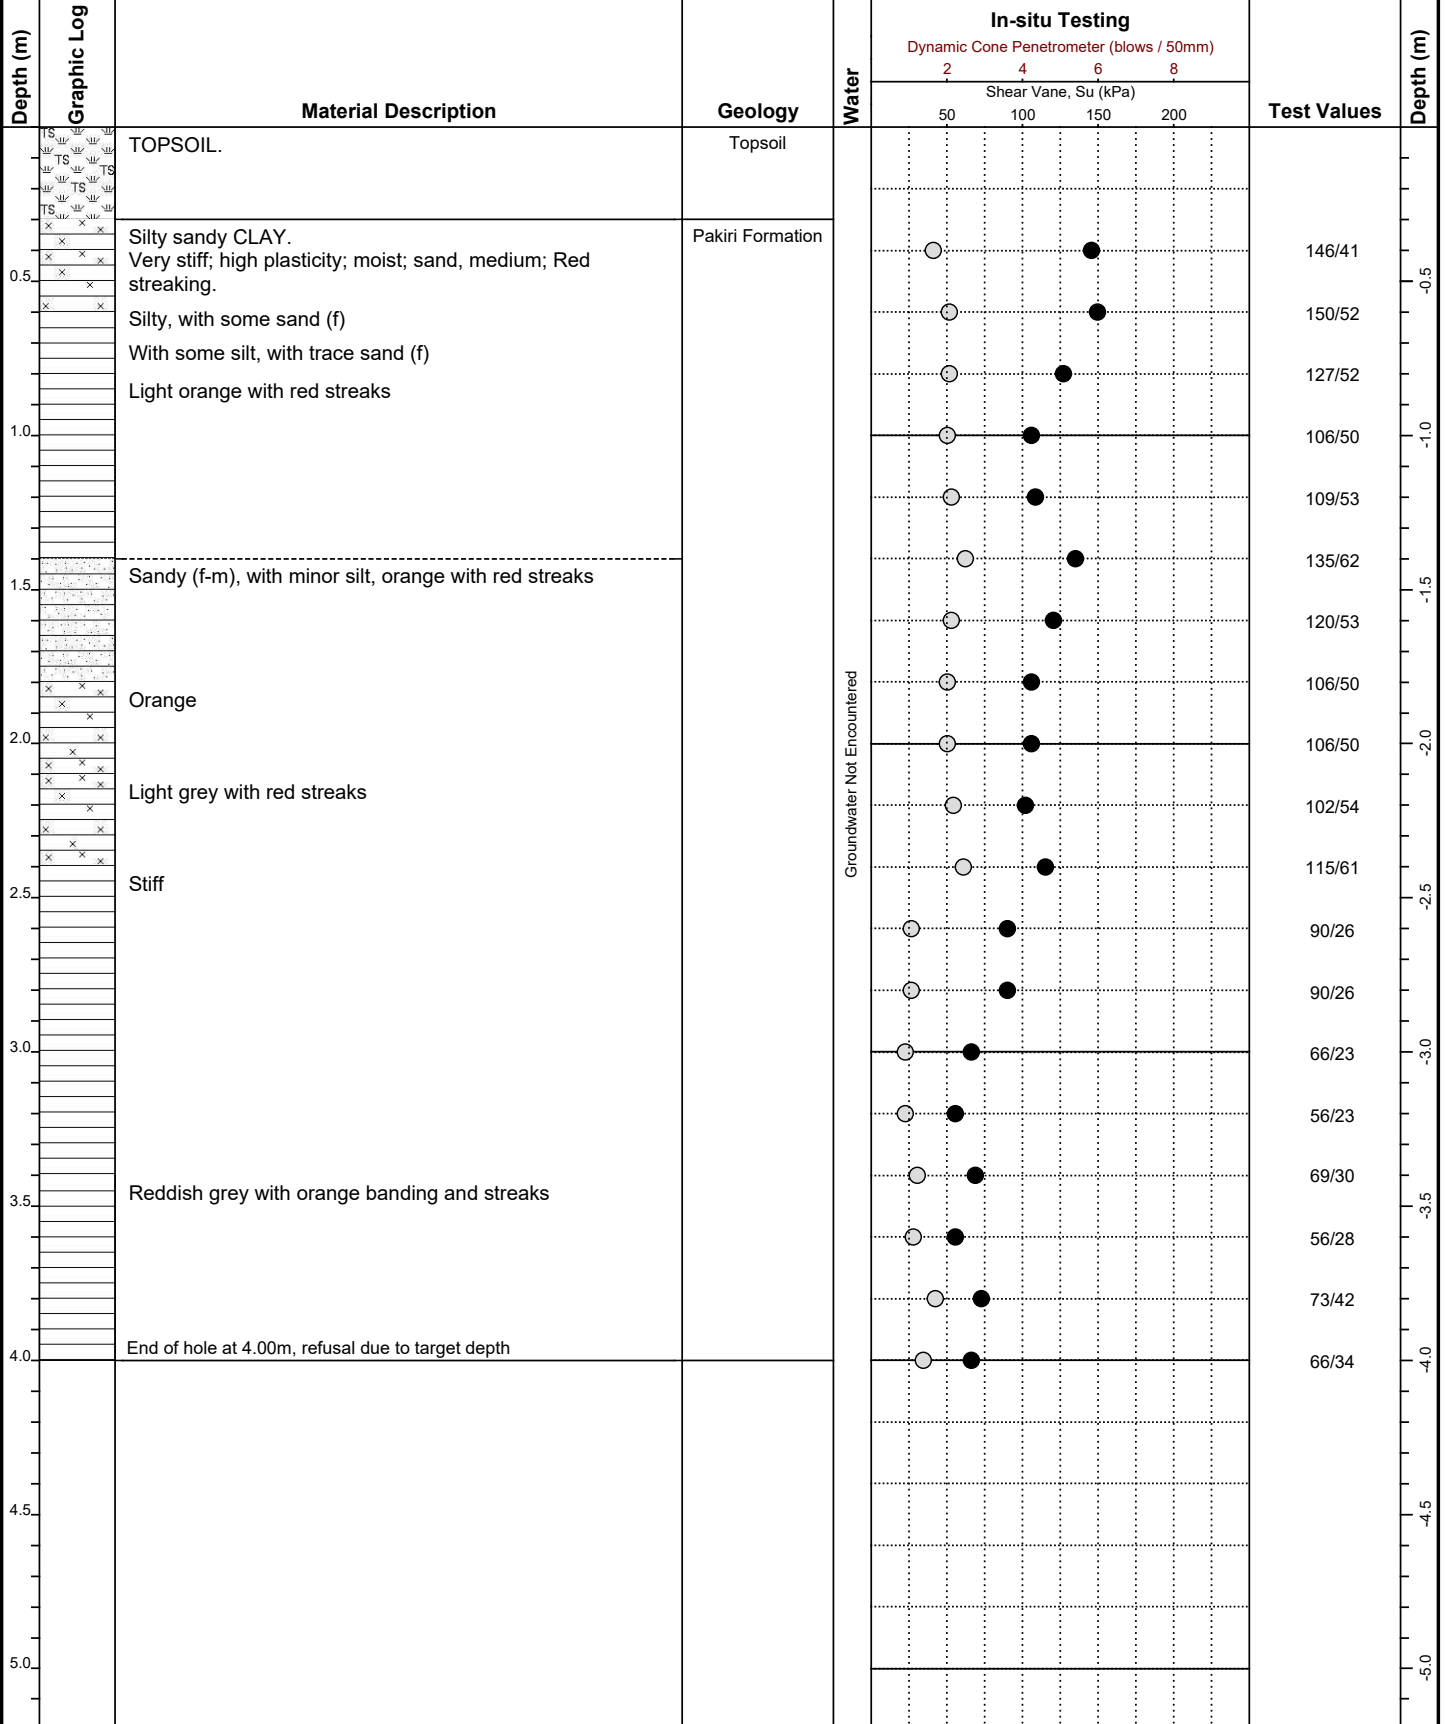 In-situ Testing
Dynamic Cone Penetrometer (blows / 50mm)
2 4 6 8
Shear Vane, Su (kPa)
50 100 150 200
Depth (m)
Graphic Log
Material Description
Geology
Water
Test Values
Depth (m)
TS
TS
TS
TS
TS
TOPSOIL.
Topsoil
Silty sandy CLAY.
Very stiff; high plasticity; moist; sand, medium; Red
streaking.
Pakiri Formation
146/41
0.5
-0.5
Silty, with some sand (f)
150/52
With some silt, with trace sand (f)
127/52
Light orange with red streaks
1.0
106/50
-1.0
109/53
135/62
Sandy (f-m), with minor silt, orange with red streaks
1.5
-1.5
120/53
106/50
Orange
2.0
106/50
-2.0
Groundwater Not Encountered
Light grey with red streaks
102/54
115/61
Stiff
2.5
-2.5
90/26
90/26
3.0
66/23
-3.0
56/23
69/30
Reddish grey with orange banding and streaks
3.5
-3.5
56/28
73/42
End of hole at 4.00m, refusal due to target depth
4.0
66/34
-4.0
4.5
-4.5
5.0
-5.0